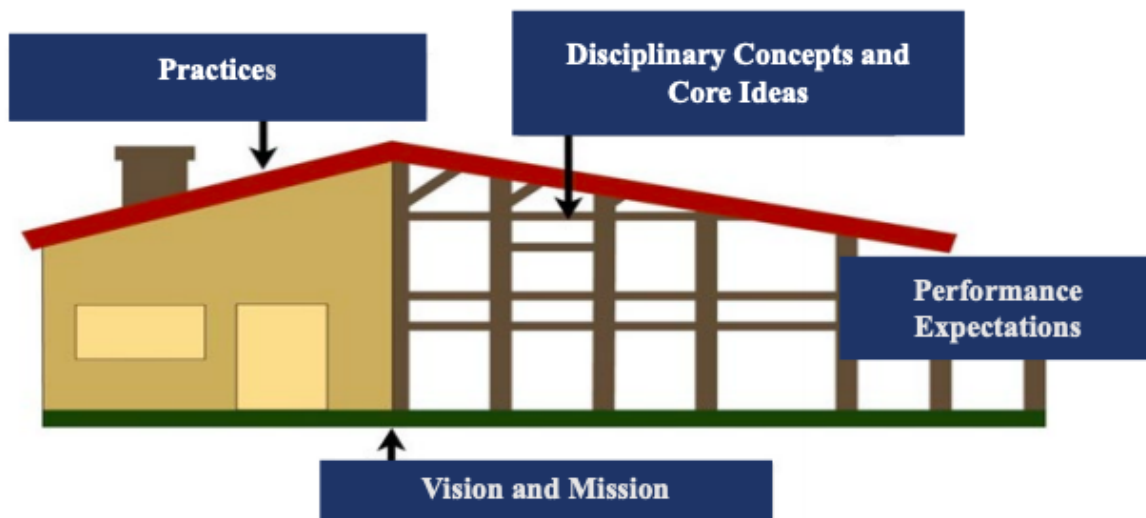 Practices
Disciplinary Concepts and
Core Ideas
Performance
Expectations
Vision and Mission